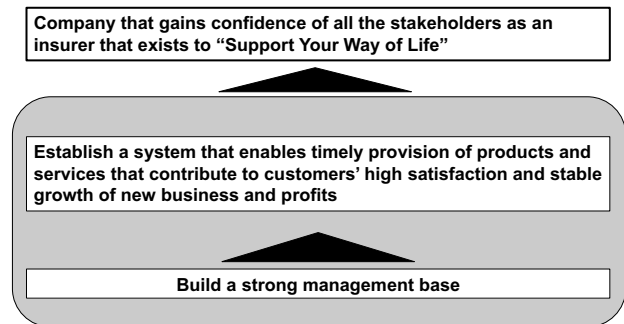 Company that gains confidence of all the stakeholders as an
insurer that exists to “Support Your Way of Life”
Establish a system that enables timely provision of products and
services that contribute to customers’ high satisfaction and stable
growth of new business and profits
Build a strong management base